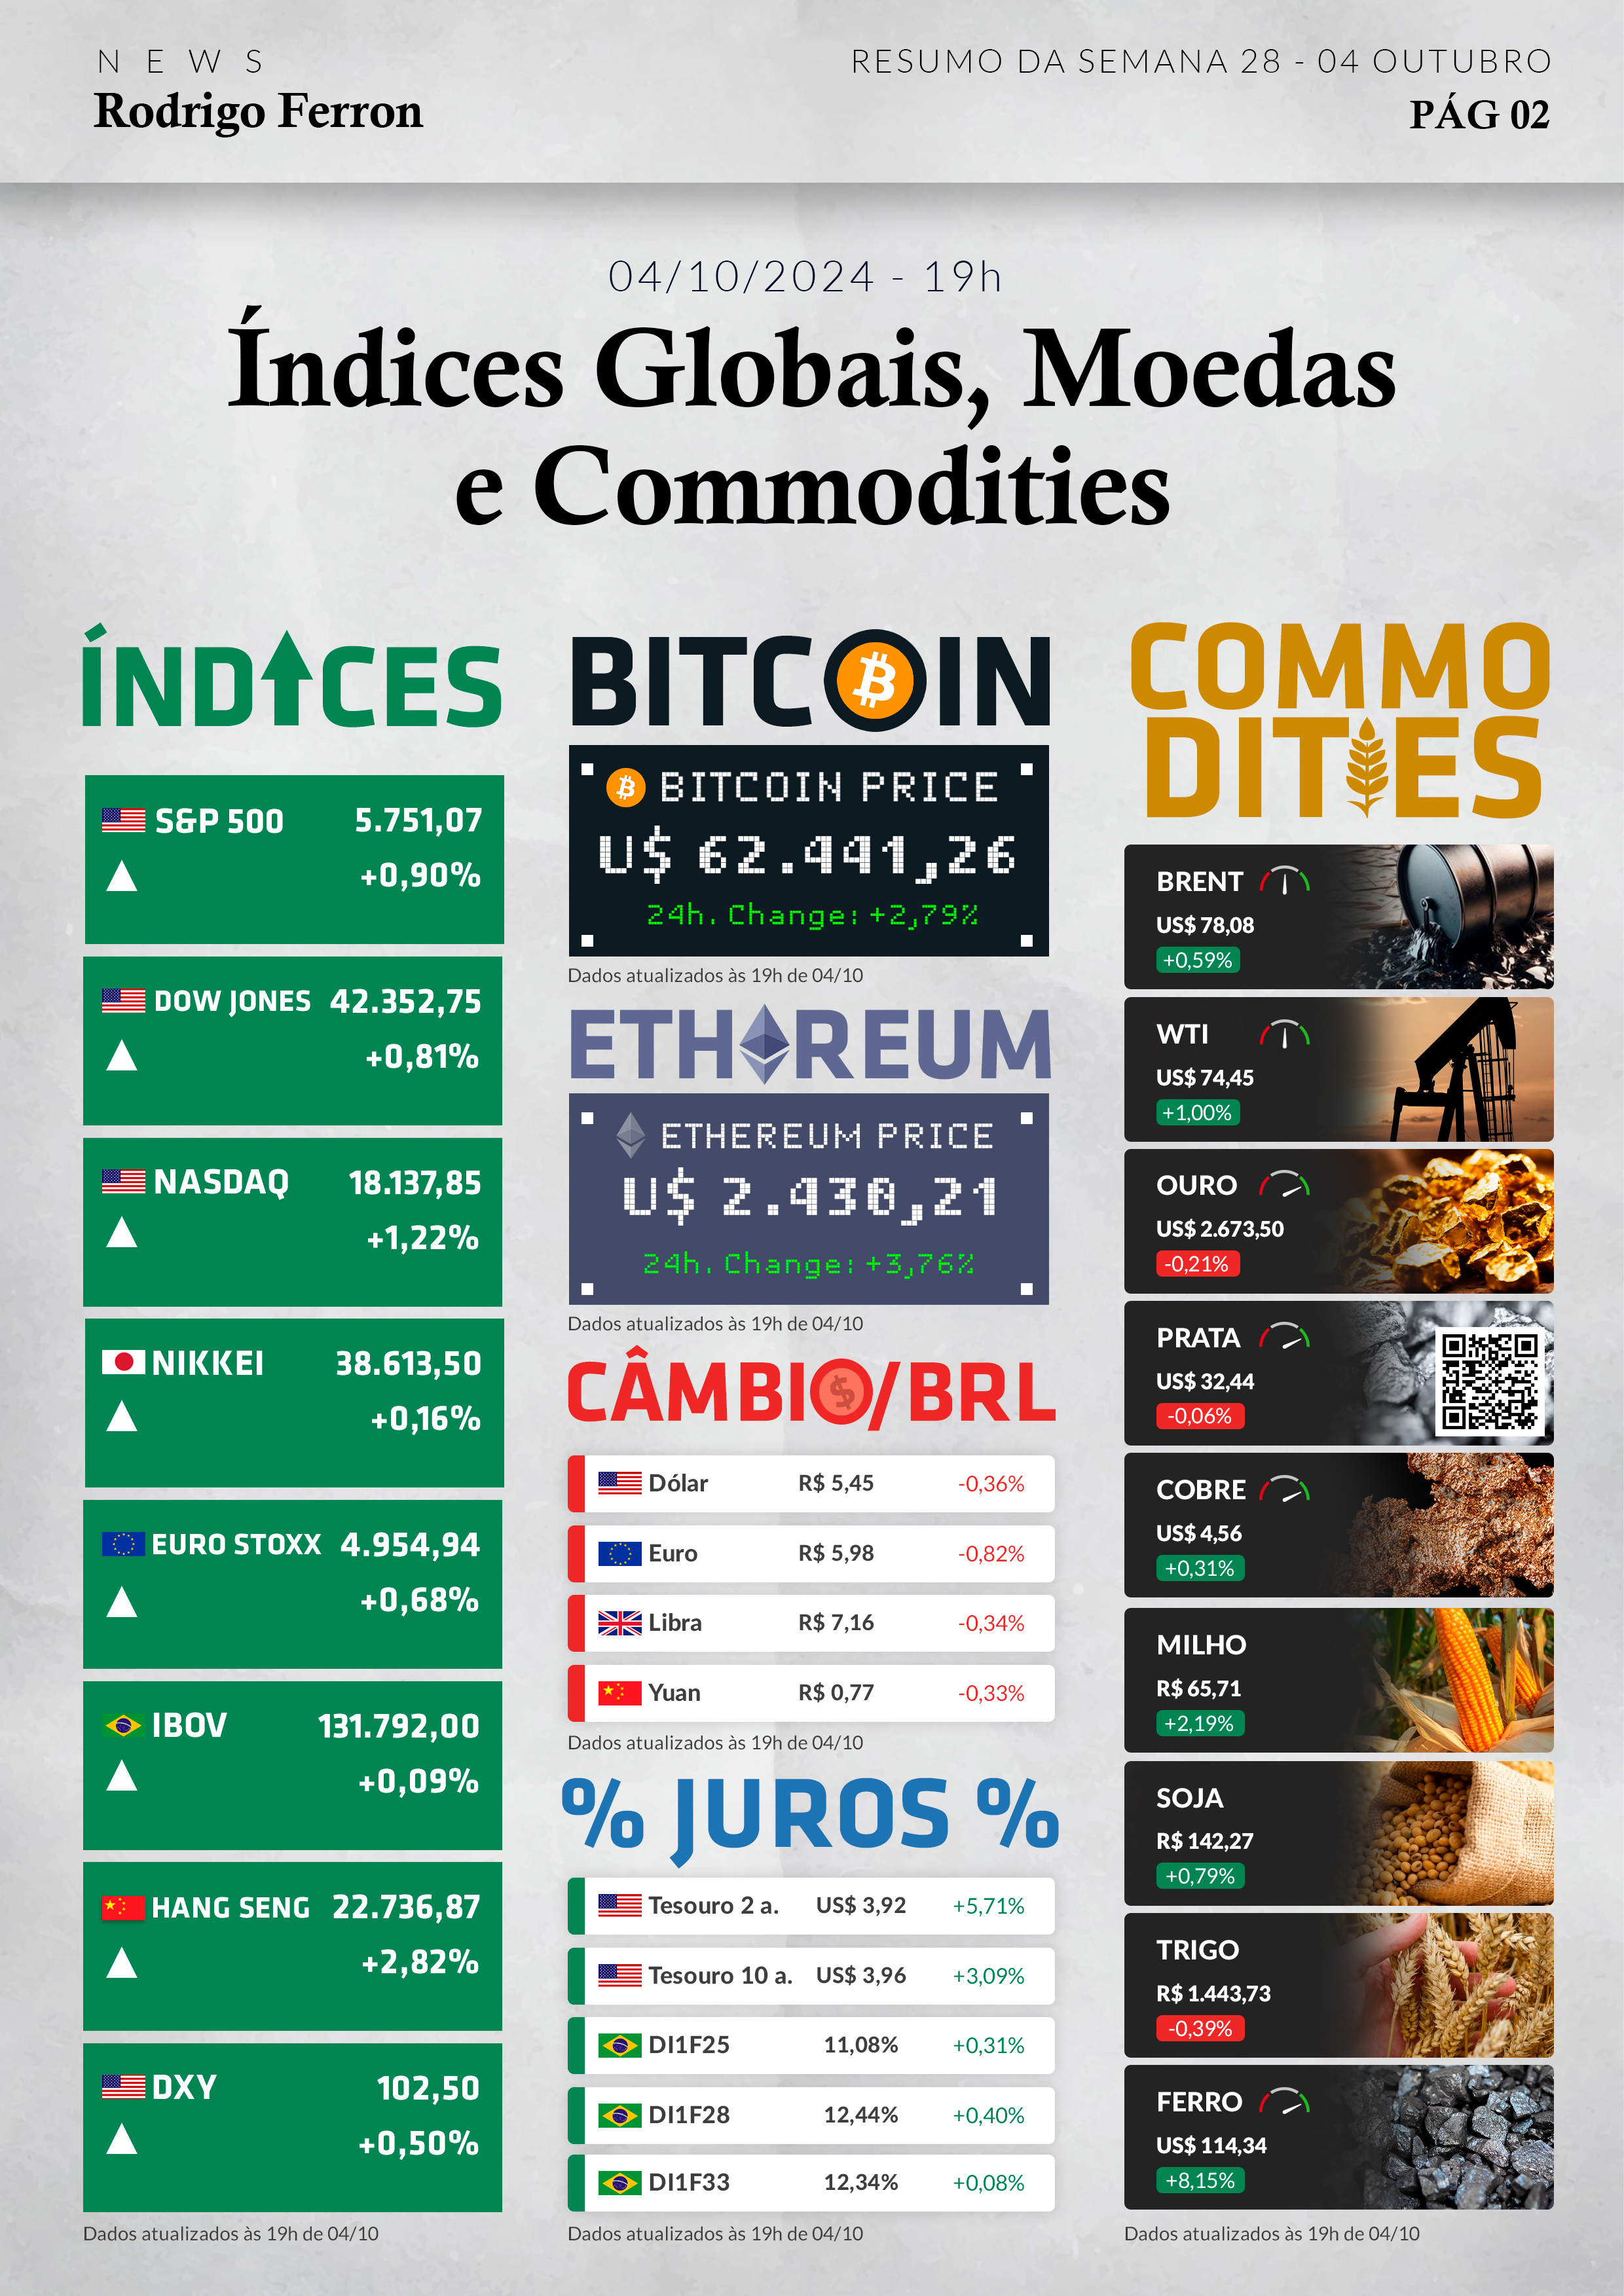 NEWS
Rodrigo Ferron
RESUMO DA SEMANA 28 - 04 OUTUBRO
PÁG 02
04/10/2024 - 19h
Índices Globais, Moedas
e Commodities
ÍNDICES
S&P 500 5.751,07
+0,90%
DOW JONES 42.352,75
+0,81%
NASDAQ 18.137,85
+1,22%
NIKKEI 38.613,50
+0,16%
EURO STOXX 4.954,94
+0,68%
IBOV 131.792,00
+0,09%
HANG SENG 22.736,87
+2,82%
DXY 102,50
+0,50%
Dados atualizados às 19h de 04/10
BITCOIN
BITCOIN PRICE
U$ 62.441,26
24h. Change: +2,79%
Dados atualizados às 19h de 04/10
ETHEREUM
ETHEREUM PRICE
U$ 2.430,21
24h. Change: +3,76%
Dados atualizados às 19h de 04/10
CÂMBIO/BRL
Dólar R$ 5,45 -0,36%
Euro R$ 5,98 -0,82%
Libra R$ 7,16 -0,34%
Yuan R$ 0,77 -0,33%
Dados atualizados às 19h de 04/10
% JUROS %
Tesouro 2 a. US$ 3,92 +5,71%
Tesouro 10 a. US$ 3,96 +3,09%
DI1F25 11,08% +0,31%
DI1F28 12,44% +0,40%
DI1F33 12,34% +0,08%
Dados atualizados às 19h de 04/10
COMMO
DITIES
BRENT
US$ 78,08
+0,59%
WTI
US$ 74,45
+1,00%
OURO
US$ 2.673,50
-0,21%
PRATA
US$ 32,44
-0,06%
COBRE
US$ 4,56
+0,31%
MILHO
R$ 65,71
+2,19%
SOJA
R$ 142,27
+0,79%
TRIGO
R$ 1.443,73
-0,39%
FERRO
US$ 114,34
+8,15%
Dados atualizados às 19h de 04/10